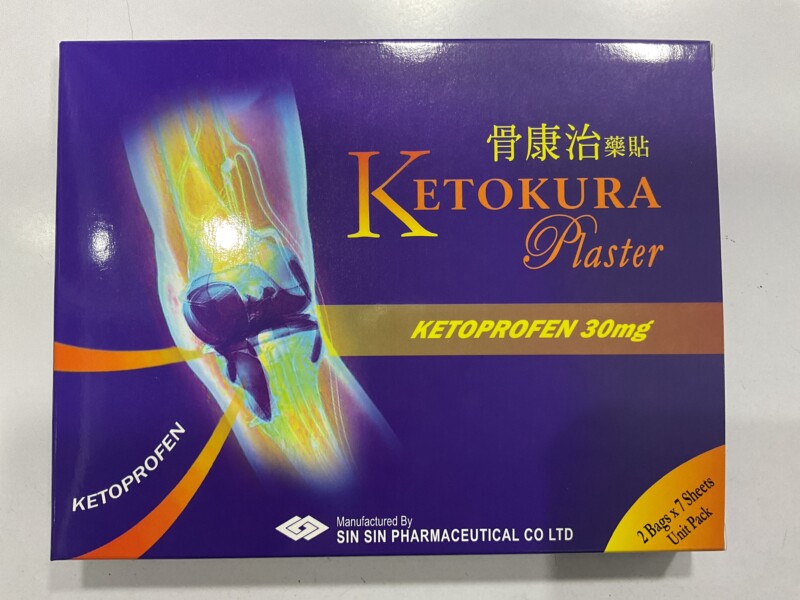 骨康治藥貼
KETOKURA
Plaster
KETOPROFEN 30mg
KETOPROFEN
Manufactured By
SIN SIN PHARMACEUTICAL CO LTD
2 Bags x 7 Sheets
Unit Pack